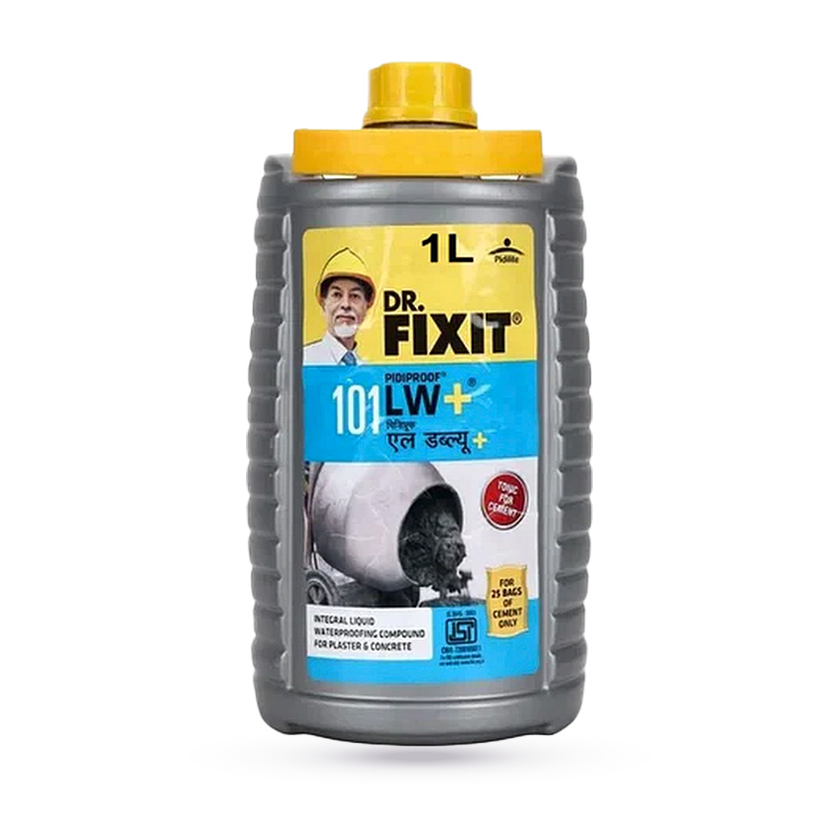 1L
Pidilite
DR.
FIXIT®
PIDIPROOF®
101 LW+®
पिडिप्रूफ
एल डब्ल्यू+
TONIC
FOR
CEMENT
FOR
25 BAGS
OF
CEMENT
ONLY
INTEGRAL LIQUID
WATERPROOFING COMPOUND
FOR PLASTER & CONCRETE